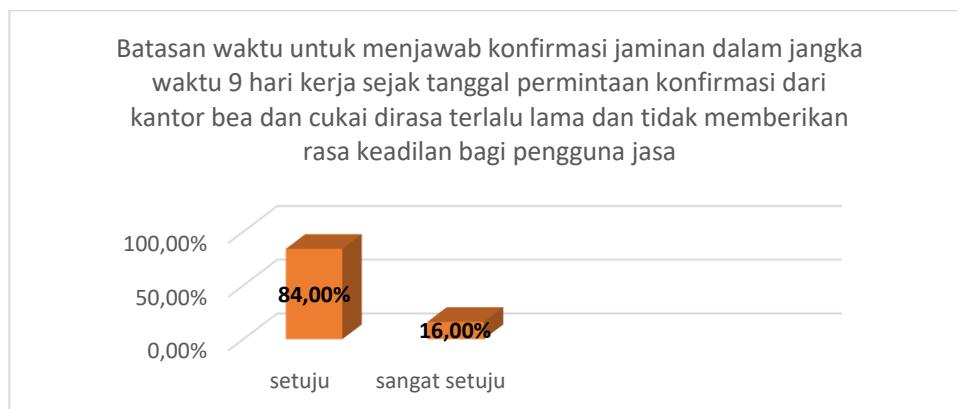 Batasan waktu untuk menjawab konfirmasi jaminan dalam jangka
waktu 9 hari kerja sejak tanggal permintaan konfirmasi dari
kantor bea dan cukai dirasa terlalu lama dan tidak memberikan
rasa keadilan bagi pengguna jasa
100,00%
50,00%
0,00%
84,00%
16,00%
setuju
sangat setuju